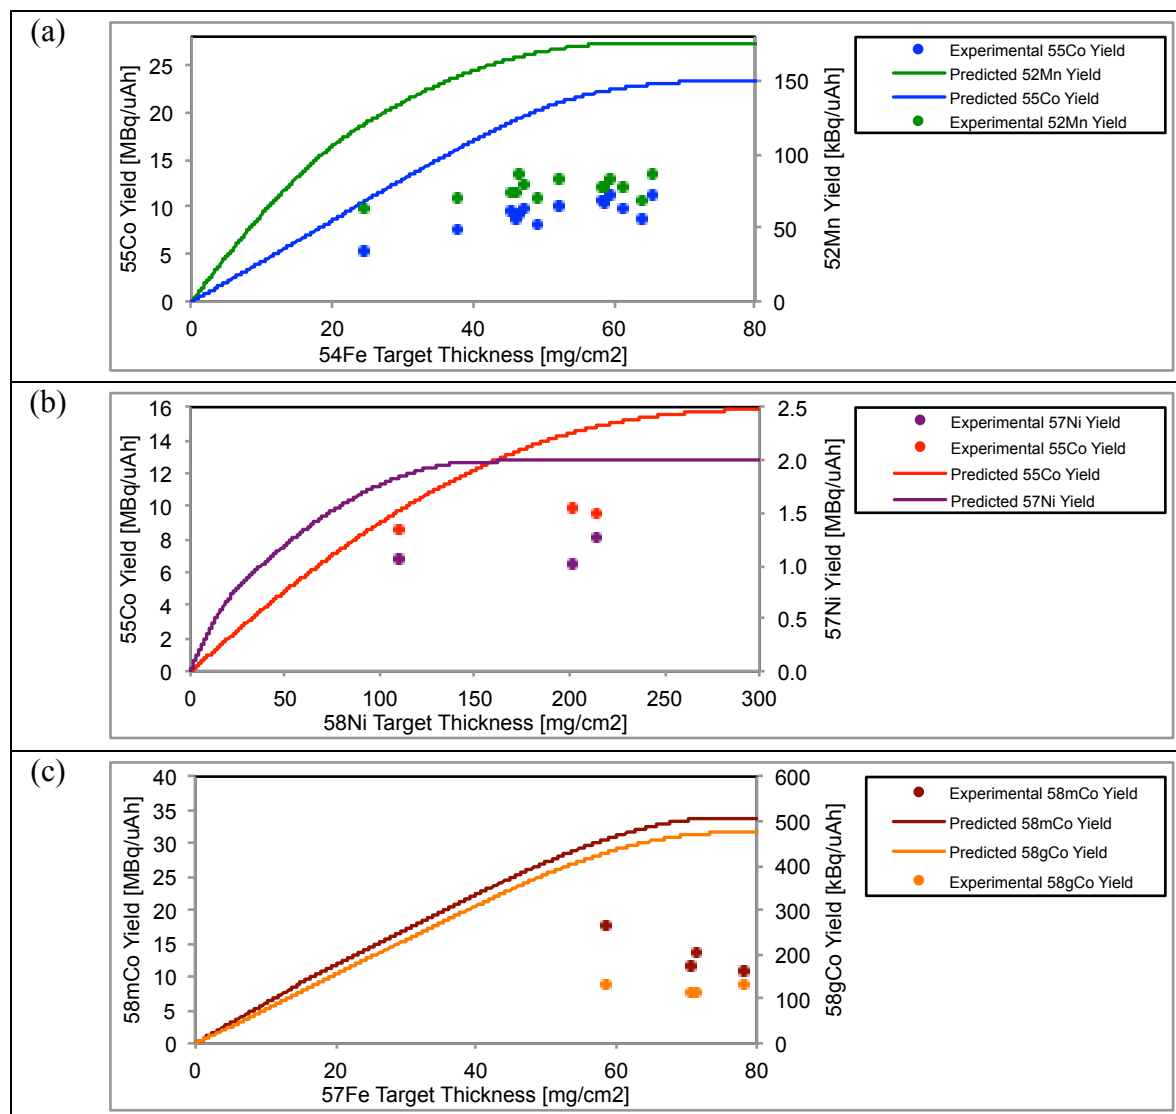 (a)
55Co Yield [MBq/uAh]
25
20
15
10
5
0
0 20 40 60 80
54Fe Target Thickness [mg/cm2]
150
100
50
0
52Mn Yield [kBq/uAh]
Experimental 55Co Yield
Predicted 52Mn Yield
Predicted 55Co Yield
Experimental 52Mn Yield
(b)
55Co Yield [MBq/uAh]
16
14
12
10
8
6
4
2
0
0 50 100 150 200 250 300
58Ni Target Thickness [mg/cm2]
2.5
2.0
1.5
1.0
0.5
0.0
57Ni Yield [MBq/uAh]
Experimental 57Ni Yield
Experimental 55Co Yield
Predicted 55Co Yield
Predicted 57Ni Yield
(c)
58mCo Yield [MBq/uAh]
40
35
30
25
20
15
10
5
0
0 20 40 60 80
57Fe Target Thickness [mg/cm2]
600
500
400
300
200
100
0
58gCo Yield [kBq/uAh]
Experimental 58mCo Yield
Predicted 58mCo Yield
Predicted 58gCo Yield
Experimental 58gCo Yield